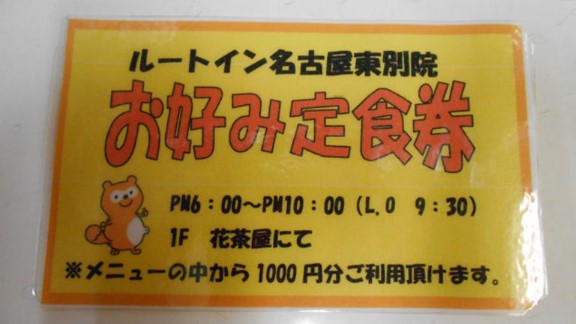 ルートイン名古屋東別院
お好み定食券
PM6：00～PM10：00（L.O 9：30）
1F 花茶屋にて
※メニューの中から1000円分ご利用頂けます。